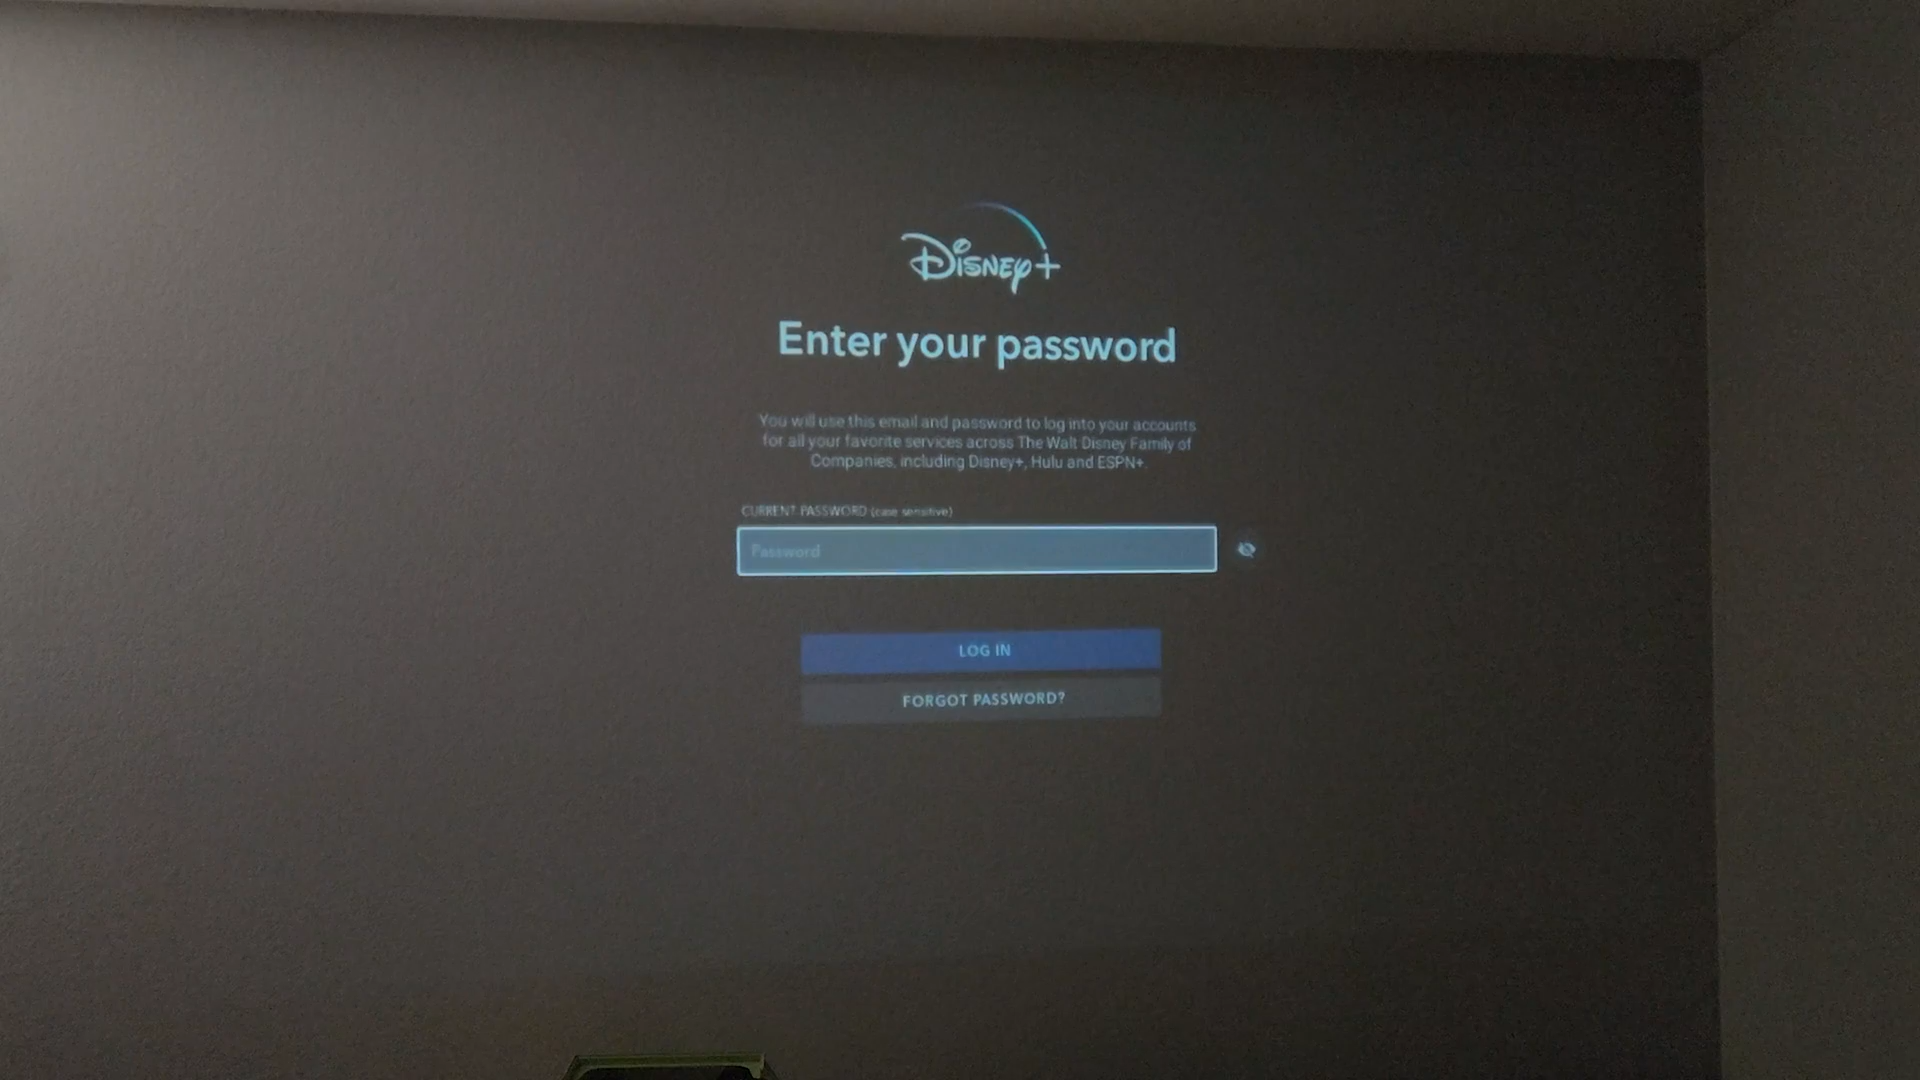 Disney+
Enter your password
You will use this email and password to log into your accounts
for all your favorite services across The Walt Disney Family of
Companies, including Disney+, Hulu and ESPN+.
CURRENT PASSWORD (case sensitive)
Password
LOG IN
FORGOT PASSWORD?